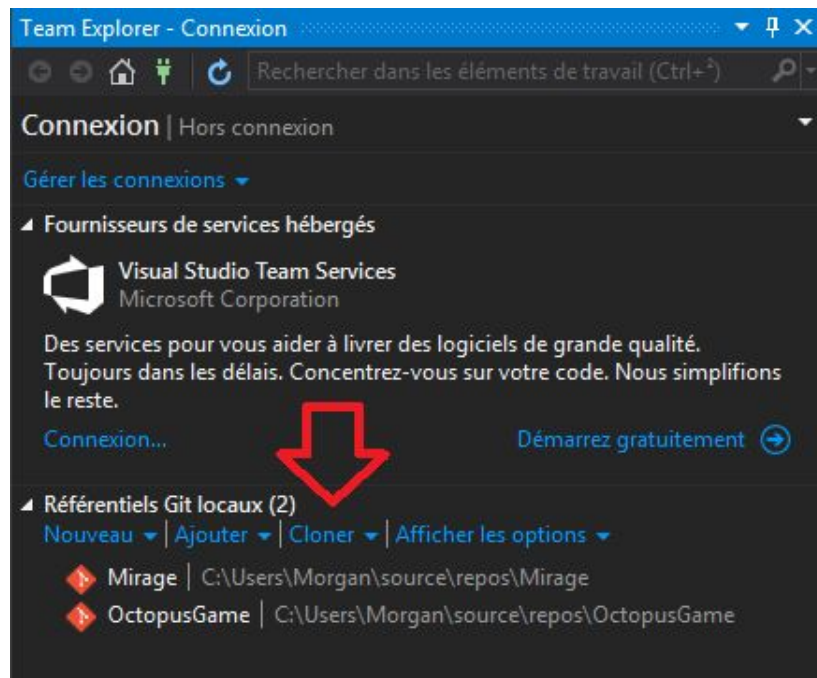 Team Explorer - Connexion
Rechercher dans les éléments de travail (Ctrl+²)
Connexion | Hors connexion
Gérer les connexions
Fournisseurs de services hébergés
Visual Studio Team Services
Microsoft Corporation
Des services pour vous aider à livrer des logiciels de grande qualité.
Toujours dans les délais. Concentrez-vous sur votre code. Nous simplifions
le reste.
Connexion... Démarrez gratuitement
Référentiels Git locaux (2)
Nouveau | Ajouter | Cloner | Afficher les options
Mirage | C:\Users\Morgan\source\repos\Mirage
OctopusGame | C:\Users\Morgan\source\repos\OctopusGame